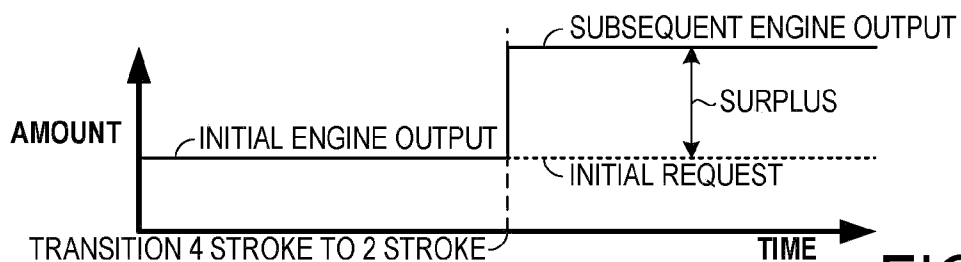 SUBSEQUENT ENGINE OUTPUT
SURPLUS
AMOUNT
INITIAL ENGINE OUTPUT
INITIAL REQUEST
TRANSITION 4 STROKE TO 2 STROKE
TIME